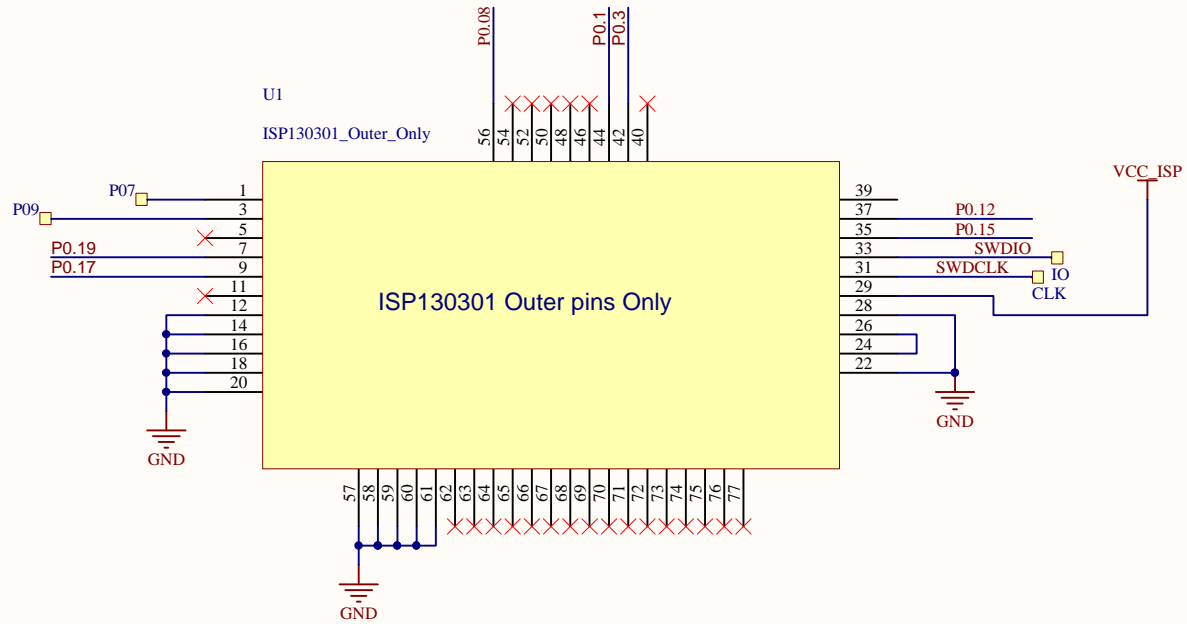 P0.08
P0.1
P0.3
U1
ISP130301_Outer_Only
56
54
52
50
48
46
44
42
40
VCC_ISP
P07
1
39
P09
3
37
P0.12
5
35
P0.15
P0.19
7
33
SWDIO
IO
P0.17
9
31
SWDCLK
CLK
11
29
ISP130301 Outer pins Only
12
28
14
26
16
24
18
22
20
GND
GND
57
58
59
60
61
62
63
64
65
66
67
68
69
70
71
72
73
74
75
76
77
GND